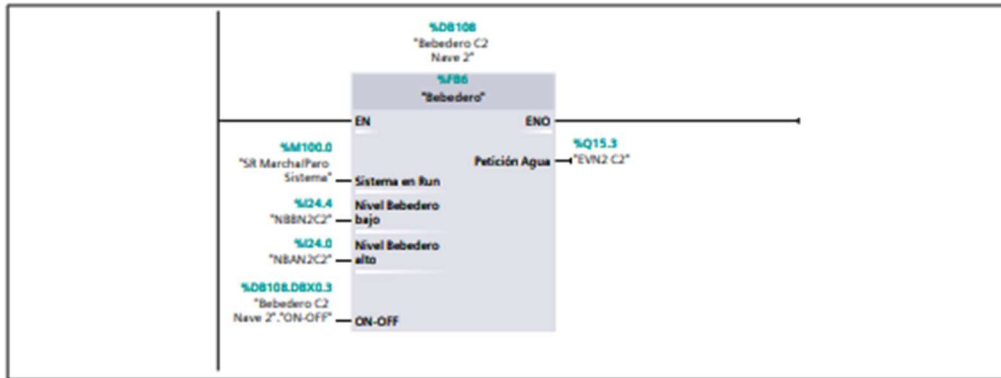 %DB108
"Bebedero C2
Nave 2"
%FB6
"Bebedero"
EN
ENO
%M100.0
"SR Marcha/Paro
Sistema"
Sistema en Run
%Q15.3
Petición Agua
"EVN2 C2"
%I24.4
"NBBN2C2"
Nivel Bebedero
bajo
%I24.0
"NBAN2C2"
Nivel Bebedero
alto
%DB108.DBX0.3
"Bebedero C2
Nave 2"."ON-OFF"
ON-OFF